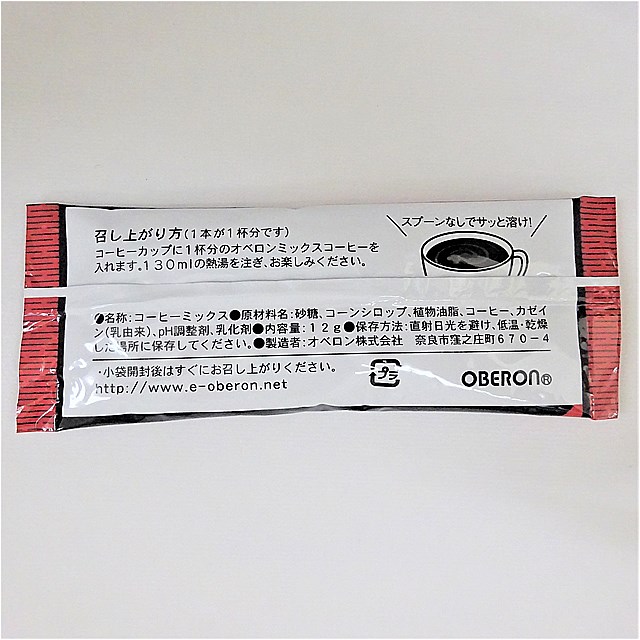 召し上がり方(1本が1杯分です)
コーヒーカップに1杯分のオベロンミックスコーヒーを
入れます。130mlの熱湯を注ぎ、お楽しみください。
スプーンなしでサッと溶け!
●名称:コーヒーミックス●原材料名:砂糖、コーンシロップ、植物油脂、コーヒー、カゼイ
ン(乳由来)、pH調整剤、乳化剤●内容量:12g●保存方法:直射日光を避け、低温・乾燥
した場所に保存してください。●製造者:オベロン株式会社 奈良市窪之庄町670-4
・小袋開封後はすぐにお召し上がりください。
http://www.e-oberon.net
プラ
OBERON®